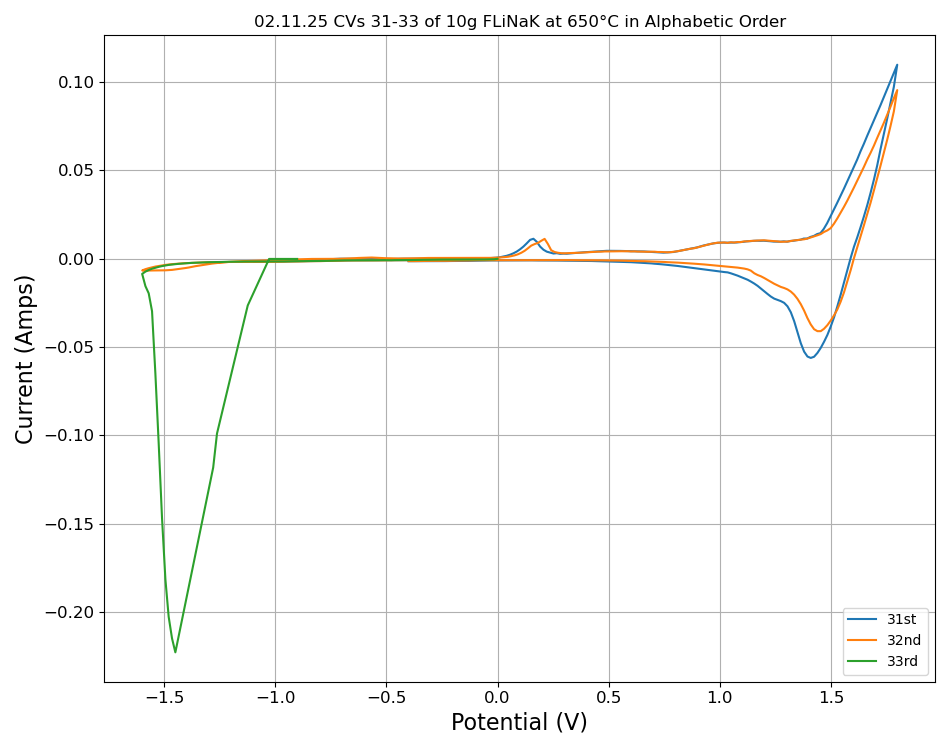 02.11.25 CVs 31-33 of 10g FLiNaK at 650°C in Alphabetic Order
Current (Amps)
0.10
0.05
0.00
−0.05
−0.10
−0.15
−0.20
−1.5 −1.0 −0.5 0.0 0.5 1.0 1.5
Potential (V)
31st
32nd
33rd